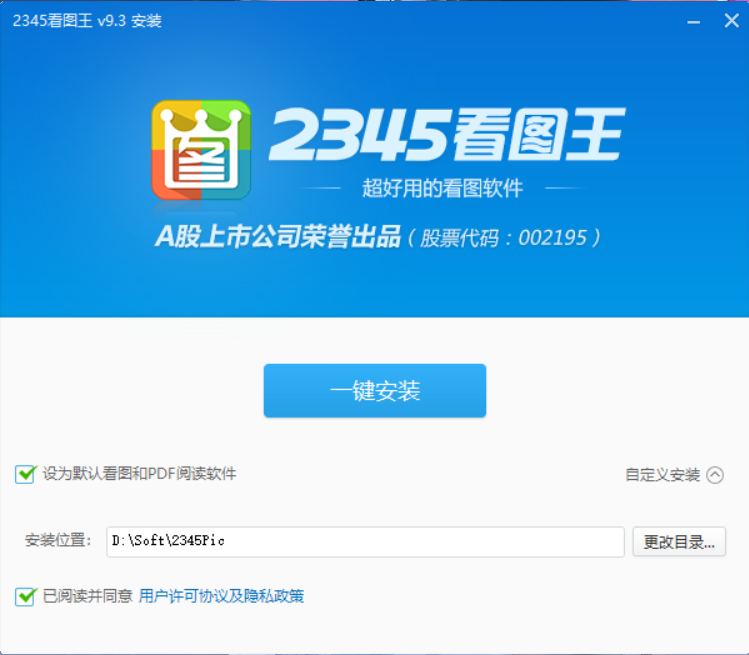 2345看图王 v9.3 安装
图
2345看图王
超好用的看图软件
A股上市公司荣誉出品（股票代码：002195）
一键安装
设为默认看图和PDF阅读软件 自定义安装
安装位置： D:\Soft\2345Pic 更改目录...
已阅读并同意 用户许可协议及隐私政策